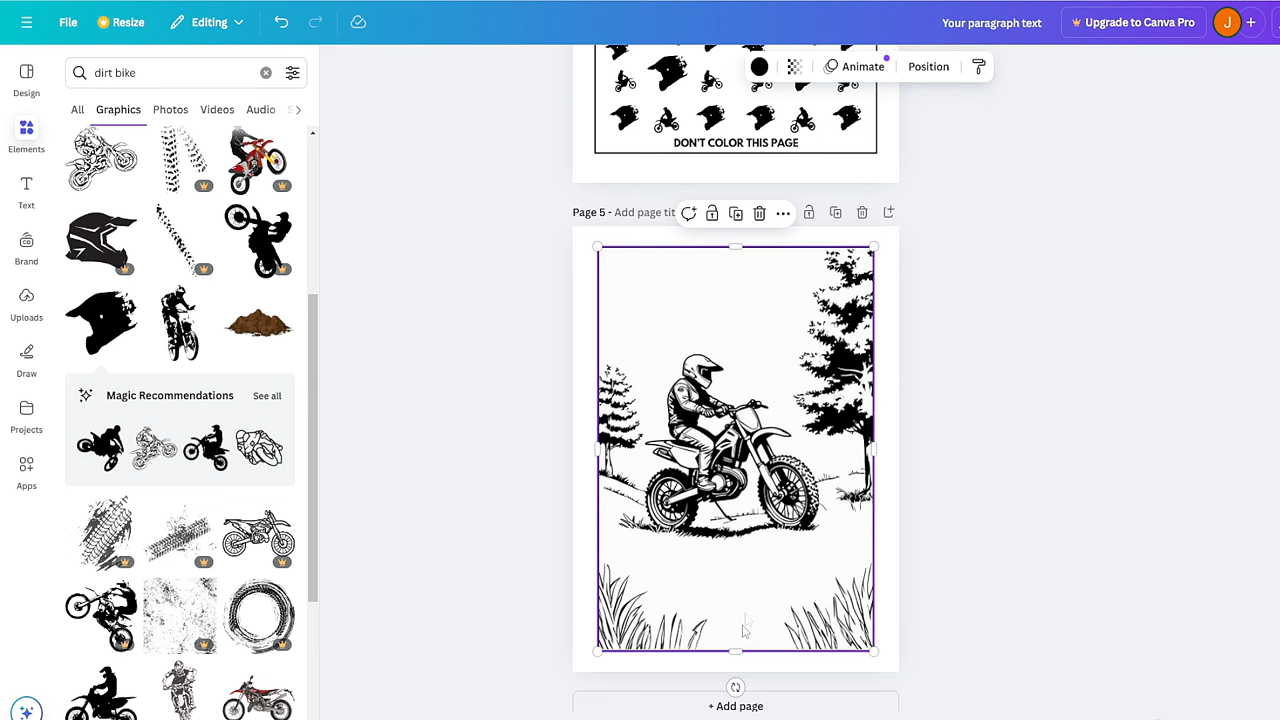 File
Resize
Editing
Your paragraph text
Upgrade to Canva Pro
J
Design
Elements
Text
Brand
Uploads
Draw
Projects
Apps
dirt bike
All
Graphics
Photos
Videos
Audio
Magic Recommendations
See all
Animate
Position
DON'T COLOR THIS PAGE
Page 5 - Add page tit
+ Add page